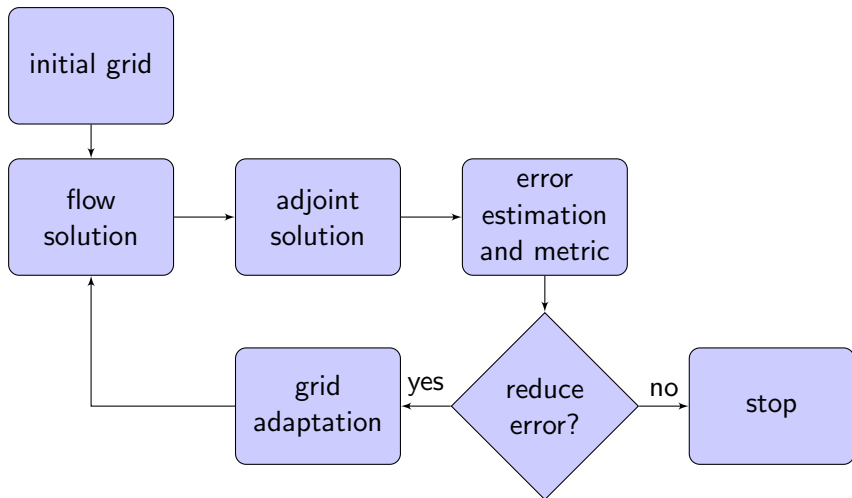 initial grid
flow
solution
adjoint
solution
error
estimation
and metric
grid
adaptation
yes
reduce
error?
no
stop